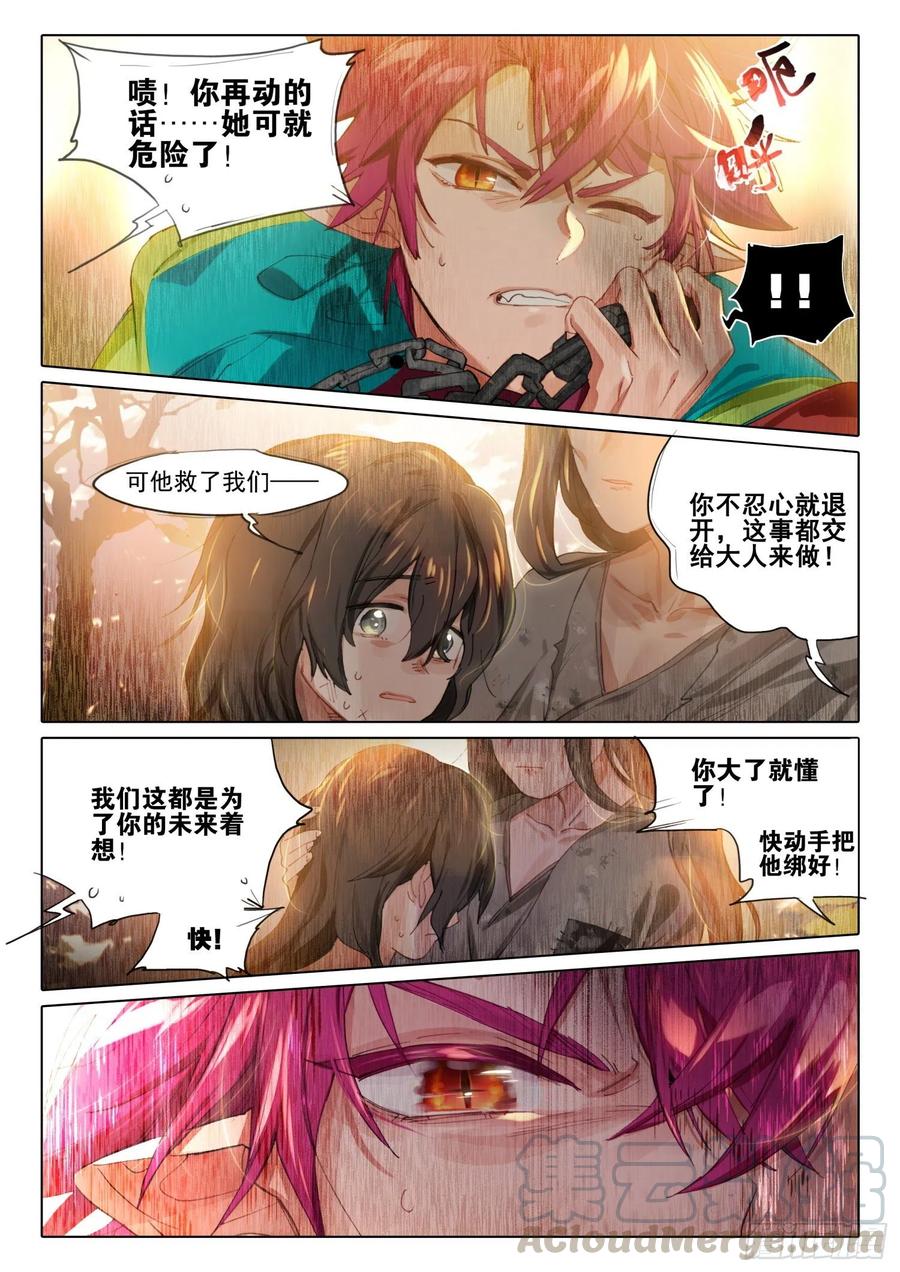 啧！你再动的
话……她可就
危险了！
呃
呼
！！
可他救了我们——
你不忍心就退
开，这事都交
给大人来做！
我们这都是为
了你的未来着
想！
快！
你大了就懂
了！
快动手把
他绑好！
acloudmerge.com